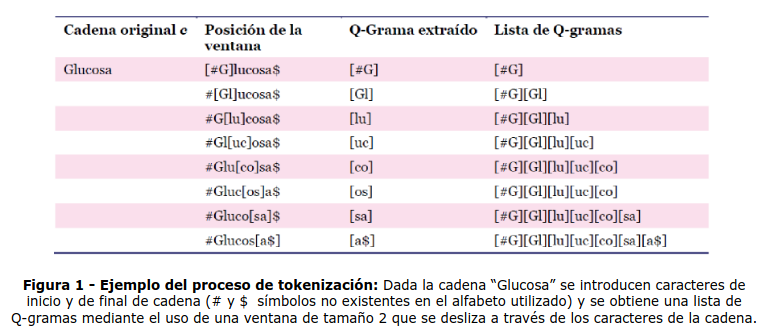 Cadena original c Posición de la ventana Q-Grama extraído Lista de Q-gramas
Glucosa [#G]lucosa$ [#G] [#G]
#[Gl]ucosa$ [Gl] [#G][Gl]
#G[lu]cosa$ [lu] [#G][Gl][lu]
#Gl[uc]osa$ [uc] [#G][Gl][lu][uc]
#Glu[co]sa$ [co] [#G][Gl][lu][uc][co]
#Gluc[os]a$ [os] [#G][Gl][lu][uc][co]
#Gluco[sa]$ [sa] [#G][Gl][lu][uc][co][sa]
#Glucos[a$] [a$] [#G][Gl][lu][uc][co][sa][a$]
Figura 1 - Ejemplo del proceso de tokenización: Dada la cadena “Glucosa” se introducen caracteres de
inicio y de final de cadena (# y $ símbolos no existentes en el alfabeto utilizado) y se obtiene una lista de
Q-gramas mediante el uso de una ventana de tamaño 2 que se desliza a través de los caracteres de la cadena.